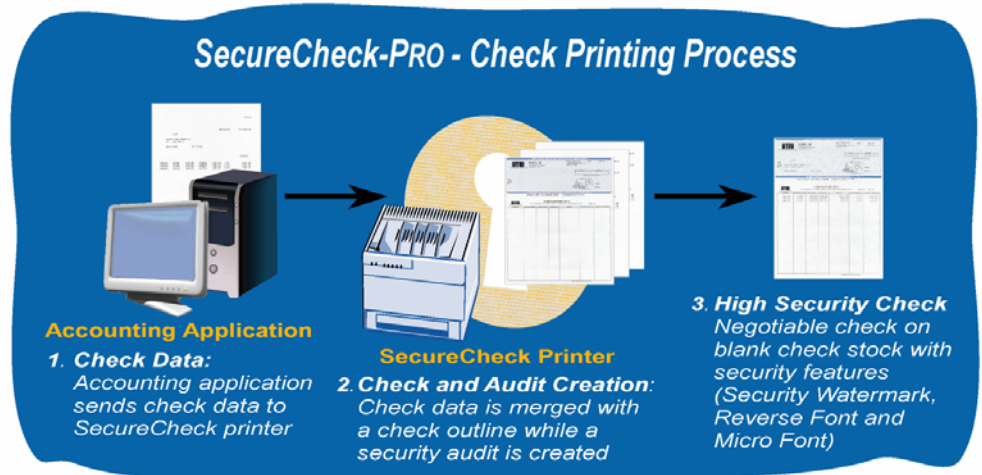 SecureCheck-PRO - Check Printing Process
Accounting Application
1. Check Data:
Accounting application
sends check data to
SecureCheck printer
SecureCheck Printer
2. Check and Audit Creation:
Check data is merged with
a check outline while a
security audit is created
3. High Security Check
Negotiable check on
blank check stock with
security features
(Security Watermark,
Reverse Font and
Micro Font)